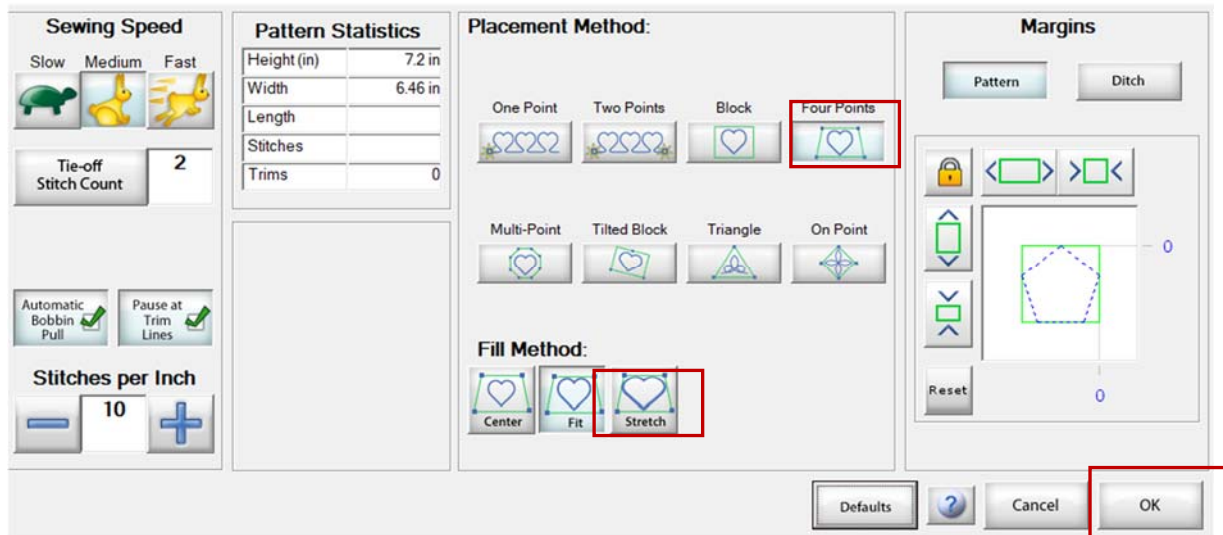 Sewing Speed
Slow Medium Fast
Tie-off
Stitch Count
2
Automatic
Bobbin
Pull
Pause at
Trim
Lines
Stitches per Inch
10
Pattern Statistics
Height (in) 7.2 in
Width 6.46 in
Length
Stitches
Trims 0
Placement Method:
One Point Two Points Block Four Points
Multi-Point Tilted Block Triangle On Point
Fill Method:
Center Fit Stretch
Margins
Pattern Ditch
0
Reset
0
Defaults ? Cancel OK